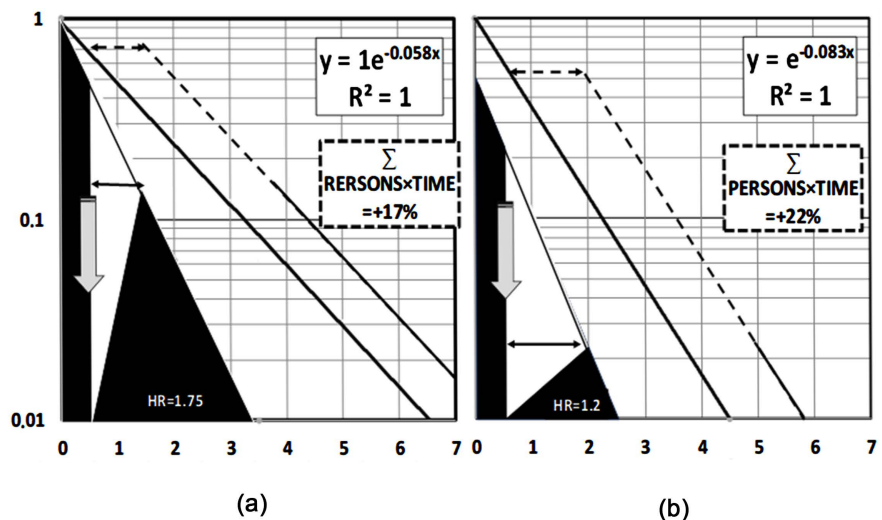 1
0.1
0.01
y = 1e^-0.058x
R² = 1
∑
RERSONS×TIME
=+17%
HR=1.75
0 1 2 3 4 5 6 7
(a)
y = e^-0.083x
R² = 1
∑
PERSONS×TIME
=+22%
HR=1.2
0 1 2 3 4 5 6 7
(b)